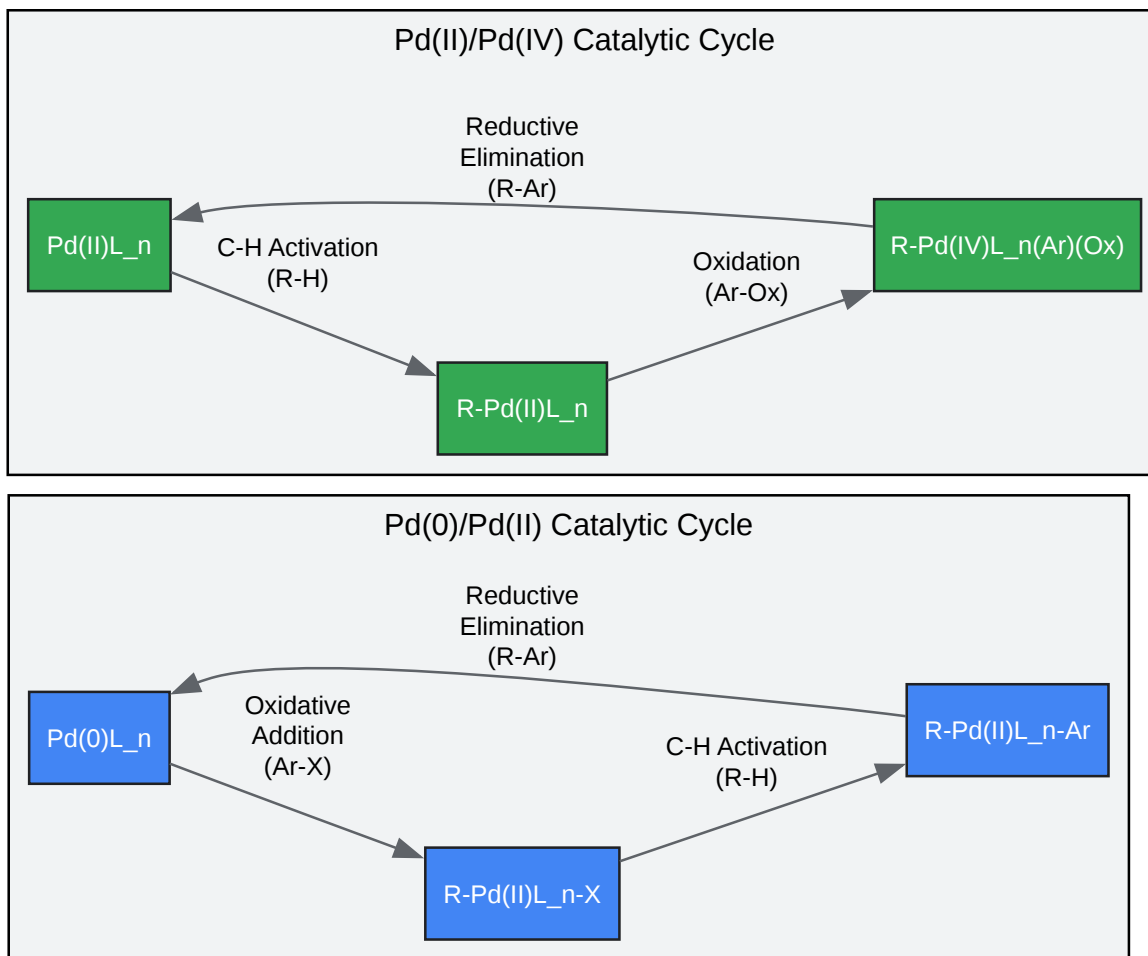 Pd(II)/Pd(IV) Catalytic Cycle
Reductive
Elimination
(R-Ar)
Pd(II)L_n
C-H Activation
(R-H)
Oxidation
(Ar-Ox)
R-Pd(IV)L_n(Ar)(Ox)
R-Pd(II)L_n
Pd(0)/Pd(II) Catalytic Cycle
Reductive
Elimination
(R-Ar)
Pd(0)L_n
Oxidative
Addition
(Ar-X)
C-H Activation
(R-H)
R-Pd(II)L_n-Ar
R-Pd(II)L_n-X